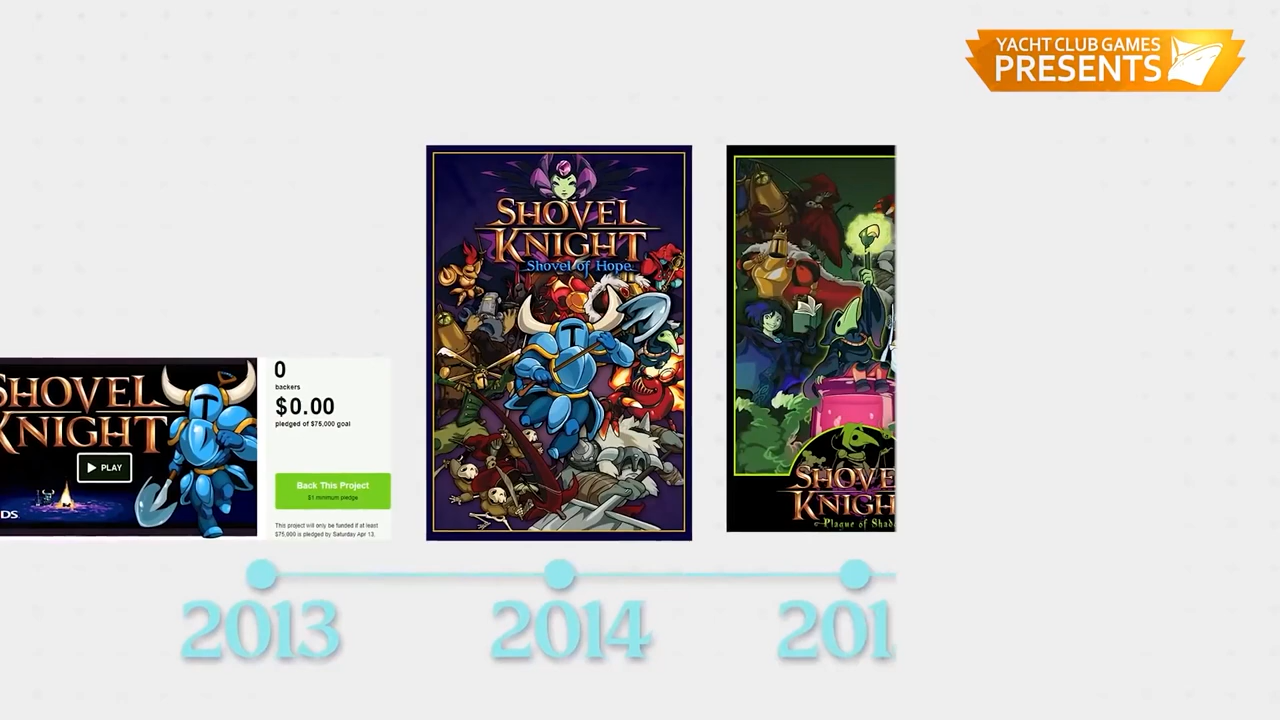 YACHT CLUB GAMES
PRESENTS
SHOVEL
KNIGHT
PLAY
DS
0
backers
$0.00
pledged of $75,000 goal
Back This Project
$1 minimum pledge
This project will only be funded if at least
$75,000 is pledged by Saturday Apr 13,
SHOVEL
KNIGHT
Shovel of Hope
SHOVE
KNIGH
Plague of Shad
2013
2014
201